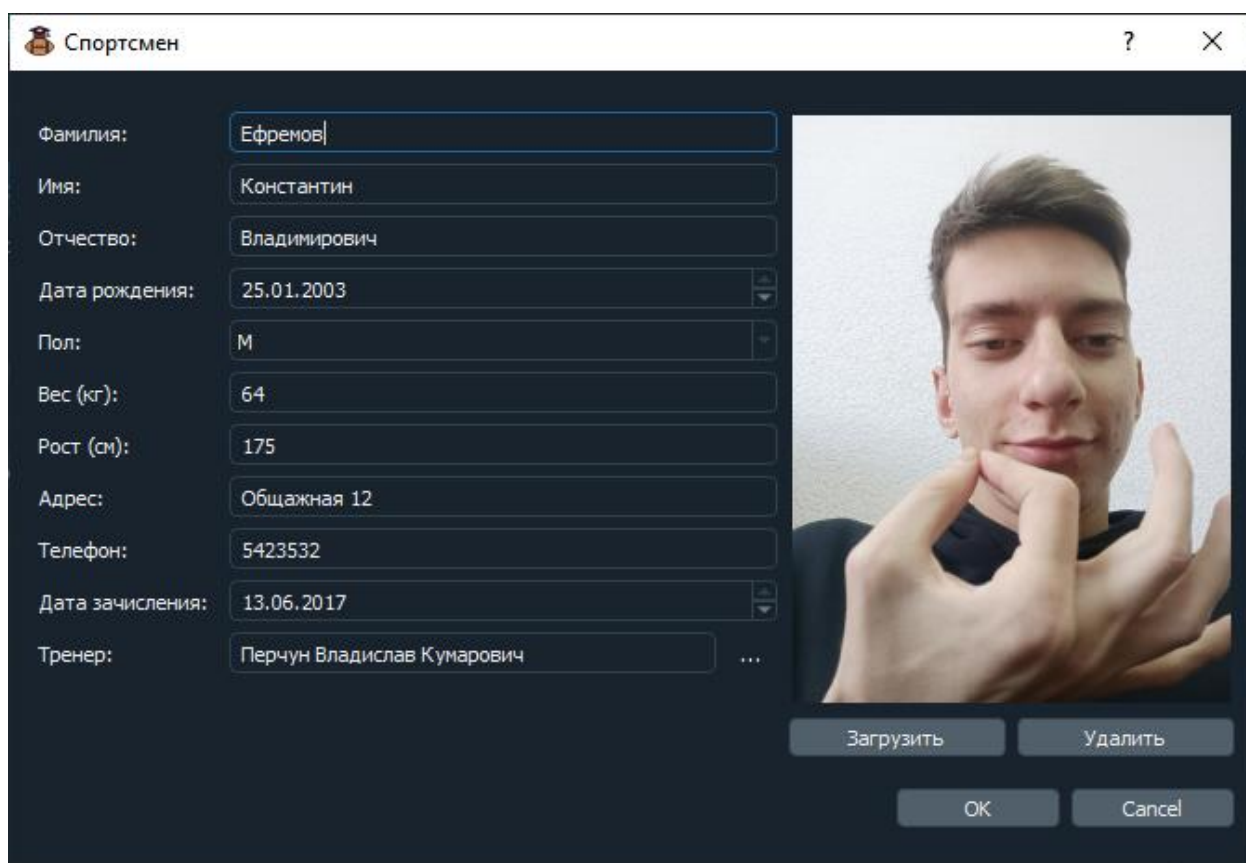 Спортсмен
?
Фамилия: Ефремов
Имя: Константин
Отчество: Владимирович
Дата рождения: 25.01.2003
Пол: М
Вес (кг): 64
Рост (см): 175
Адрес: Общажная 12
Телефон: 5423532
Дата зачисления: 13.06.2017
Тренер: Перчун Владислав Кумарович ...
Загрузить Удалить
OK Cancel